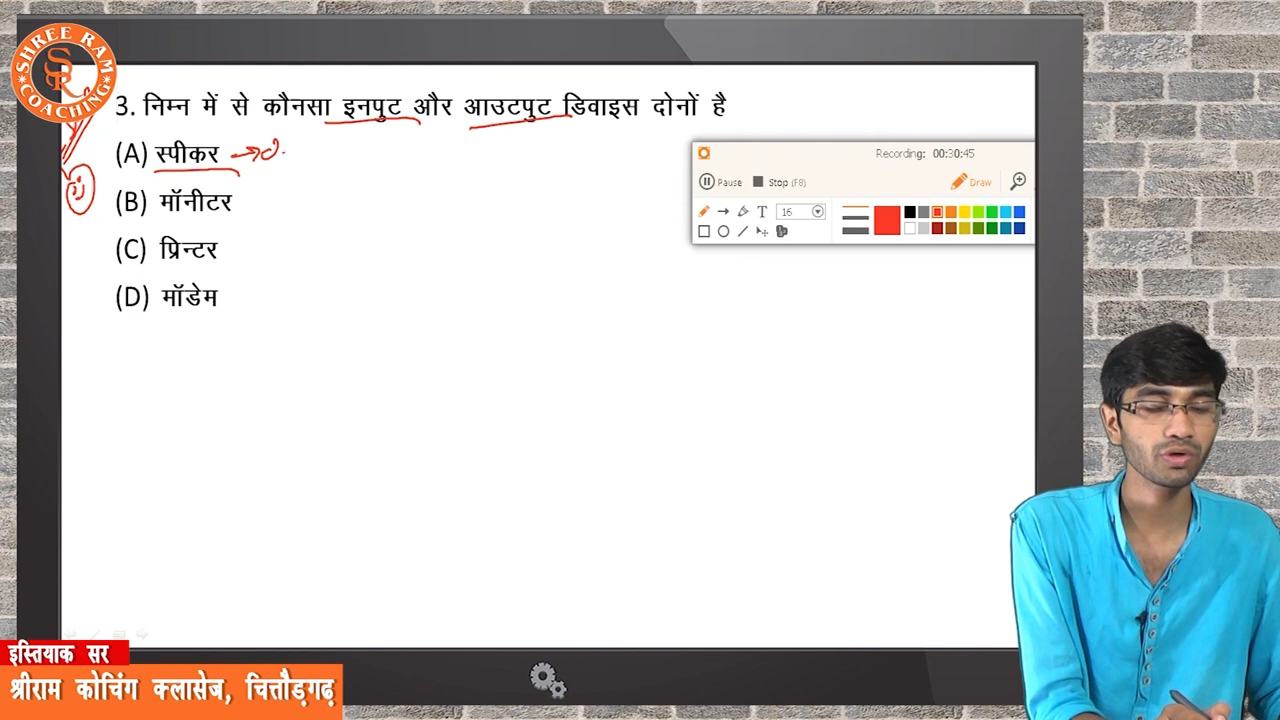 SHREE RAM
SR
COACHING
3. निम्न में से कौनसा इनपुट और आउटपुट डिवाइस दोनों है
(A) स्पीकर → o
(B) मॉनीटर
(C) प्रिन्टर
(D) मॉडेम
Recording: 00:30:45
Pause Stop (F8) Draw
T 16
इस्तियाक सर
श्रीराम कोचिंग क्लासेज, चित्तौड़गढ़